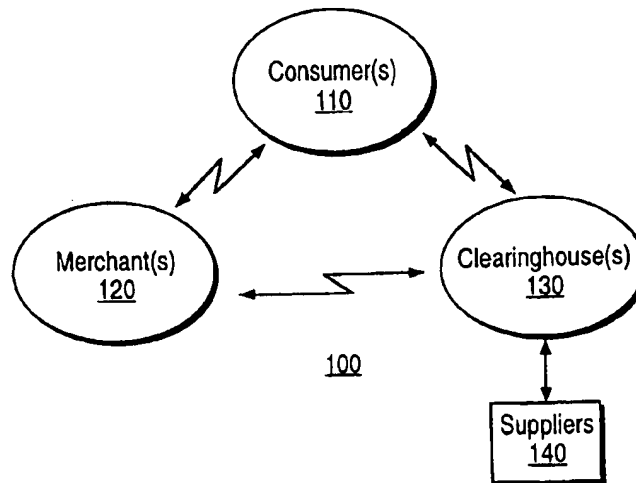 Consumer(s)
110
Merchant(s)
120
Clearinghouse(s)
130
100
Suppliers
140